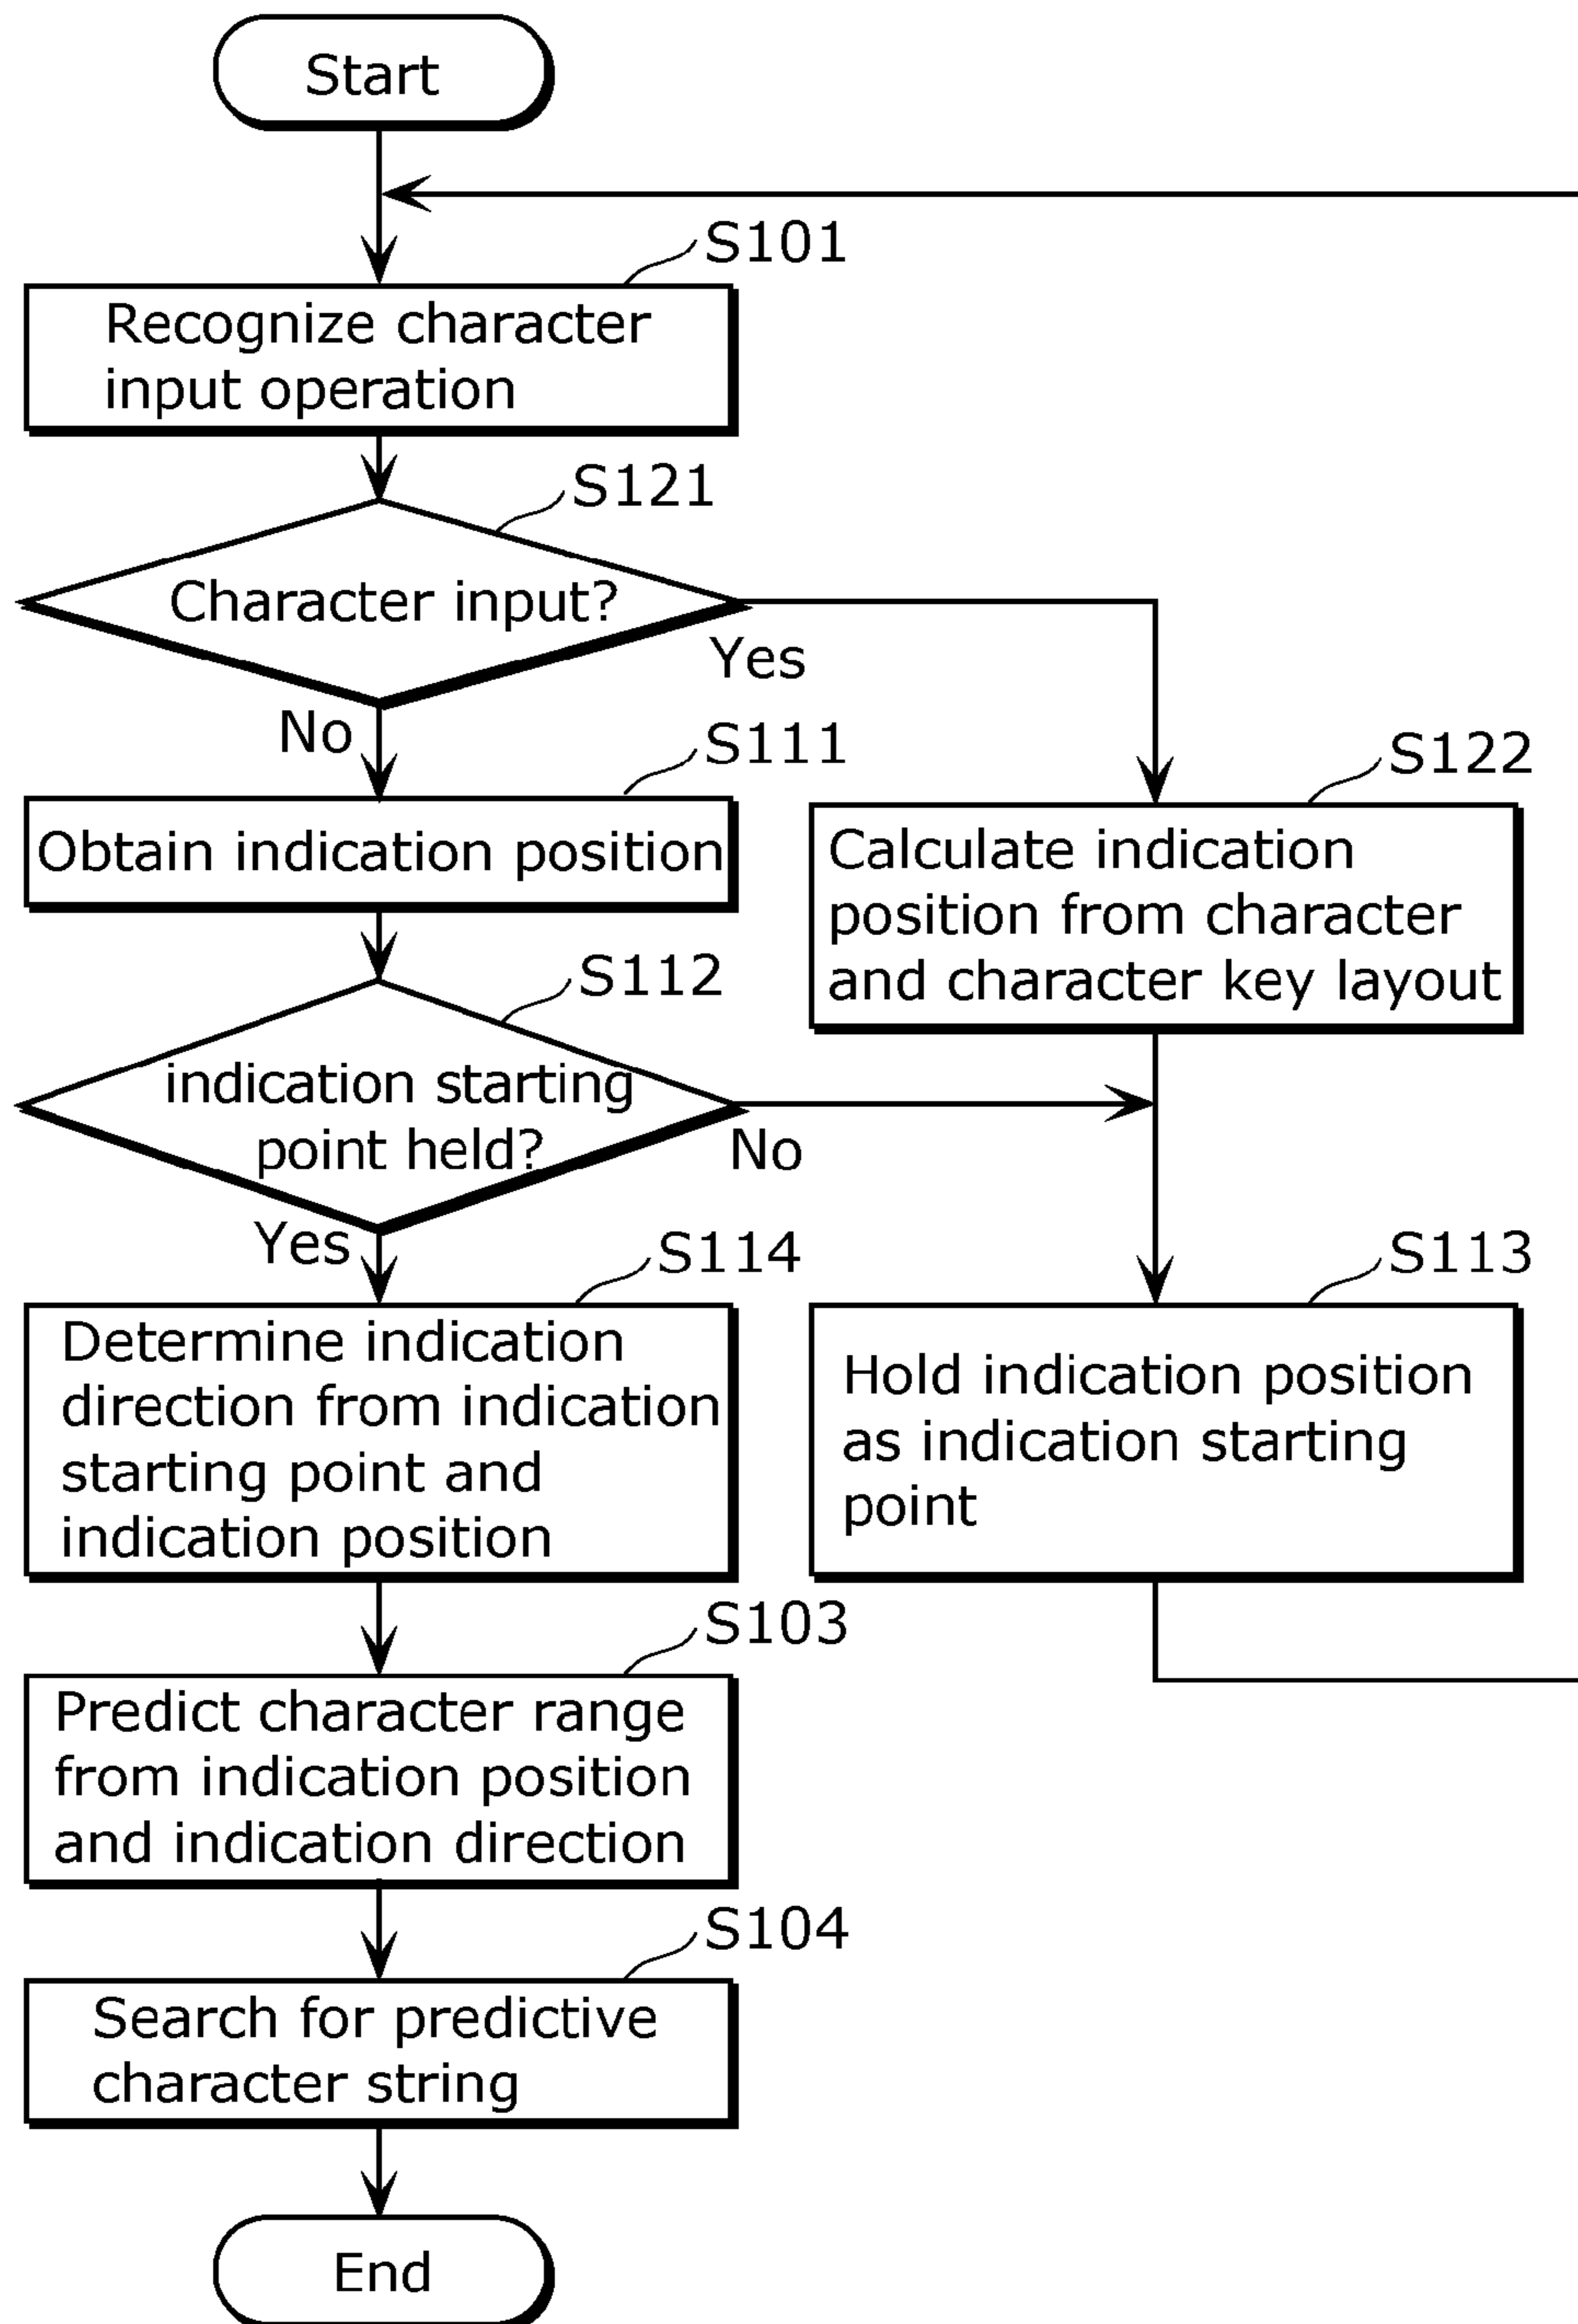 Start
S101
Recognize character
input operation
S121
Character input?
Yes
No
S111
Obtain indication position
S122
Calculate indication
position from character
and character key layout
S112
indication starting
point held?
No
Yes
S114
Determine indication
direction from indication
starting point and
indication position
S113
Hold indication position
as indication starting
point
S103
Predict character range
from indication position
and indication direction
S104
Search for predictive
character string
End